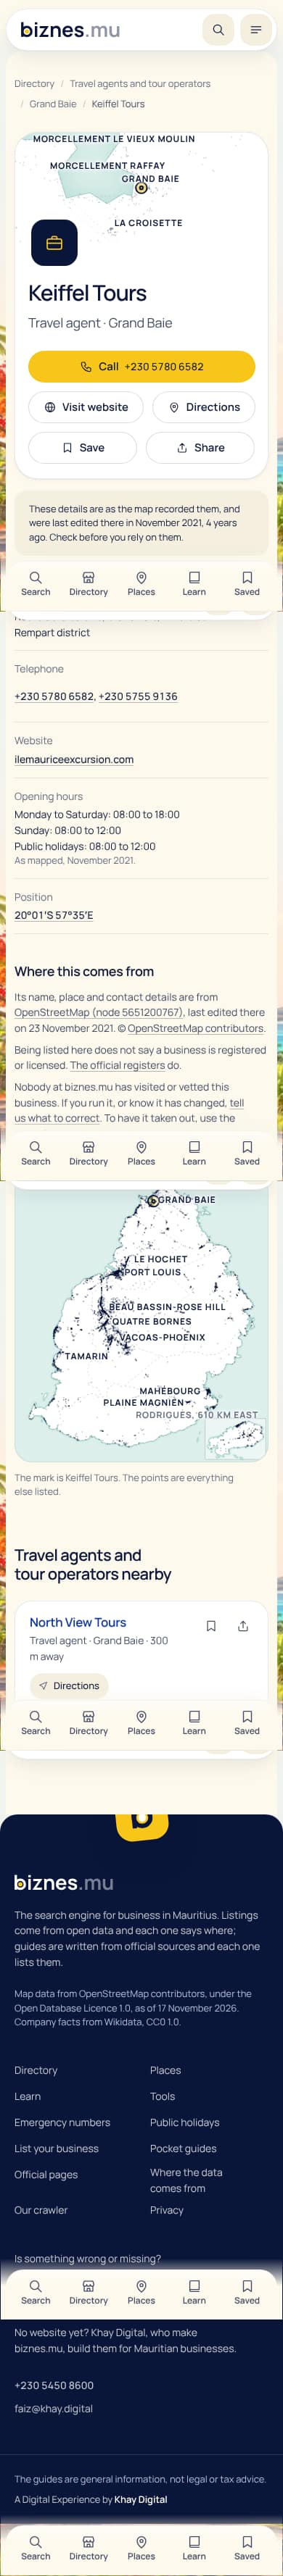 biznes.mu
Directory / Travel agents and tour operators
/ Grand Baie / Keiffel Tours
MORCELLEMENT LE VIEUX MOULIN
MORCELLEMENT RAFFAY
GRAND BAIE
LA CROISETTE
Keiffel Tours
Travel agent · Grand Baie
Call +230 5780 6582
Visit website
Directions
Save
Share
These details are as the map recorded them, and
were last edited there in November 2021, 4 years
ago. Check before you rely on them.
Search Directory Places Learn Saved
Rempart district
Telephone
+230 5780 6582, +230 5755 9136
Website
ilemauriceexcursion.com
Opening hours
Monday to Saturday: 08:00 to 18:00
Sunday: 08:00 to 12:00
Public holidays: 08:00 to 12:00
As mapped, November 2021.
Position
20°01′S 57°35′E
Where this comes from
Its name, place and contact details are from
OpenStreetMap (node 5651200767), last edited there
on 23 November 2021. © OpenStreetMap contributors.
Being listed here does not say a business is registered
or licensed. The official registers do.
Nobody at biznes.mu has visited or vetted this
business. If you run it, or know it has changed, tell
us what to correct. To have it taken out, use the
Search Directory Places Learn Saved
GRAND BAIE
LE HOCHET
PORT LOUIS
BEAU BASSIN-ROSE HILL
QUATRE BORNES
VACOAS-PHOENIX
TAMARIN
MAHÉBOURG
PLAINE MAGNIEN
RODRIGUES, 610 KM EAST
The mark is Keiffel Tours. The points are everything
else listed.
Travel agents and
tour operators nearby
North View Tours
Travel agent · Grand Baie · 300
m away
Directions
Search Directory Places Learn Saved
biznes.mu
The search engine for business in Mauritius. Listings
come from open data and each one says where;
guides are written from official sources and each one
lists them.
Map data from OpenStreetMap contributors, under the
Open Database Licence 1.0, as of 17 November 2026.
Company facts from Wikidata, CC0 1.0.
Directory
Places
Learn
Tools
Emergency numbers
Public holidays
List your business
Pocket guides
Official pages
Where the data
comes from
Our crawler
Privacy
Is something wrong or missing?
Search Directory Places Learn Saved
No website yet? Khay Digital, who make
biznes.mu, build them for Mauritian businesses.
+230 5450 8600
faiz@khay.digital
The guides are general information, not legal or tax advice.
A Digital Experience by Khay Digital
Search Directory Places Learn Saved